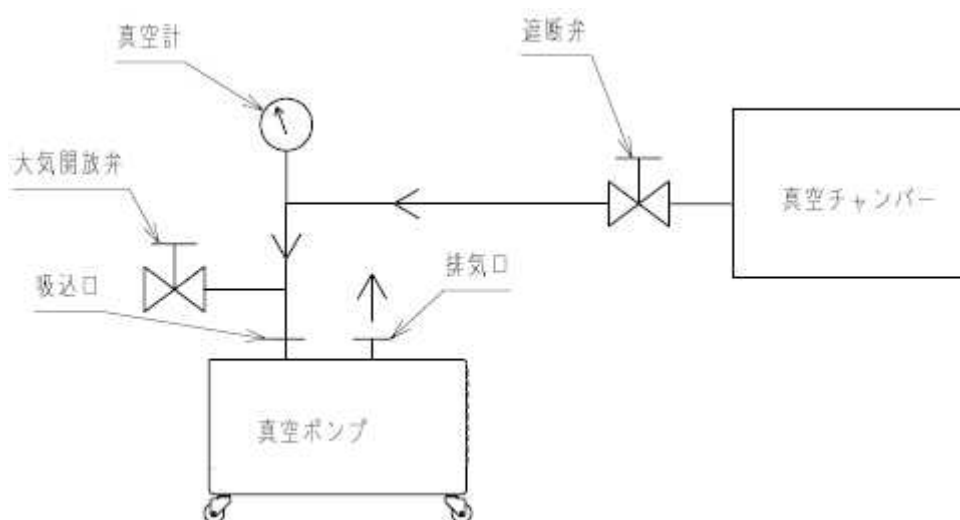 真空計
遮断弁
大気開放弁
真空チャンバー
吸込口
排気口
真空ポンプ